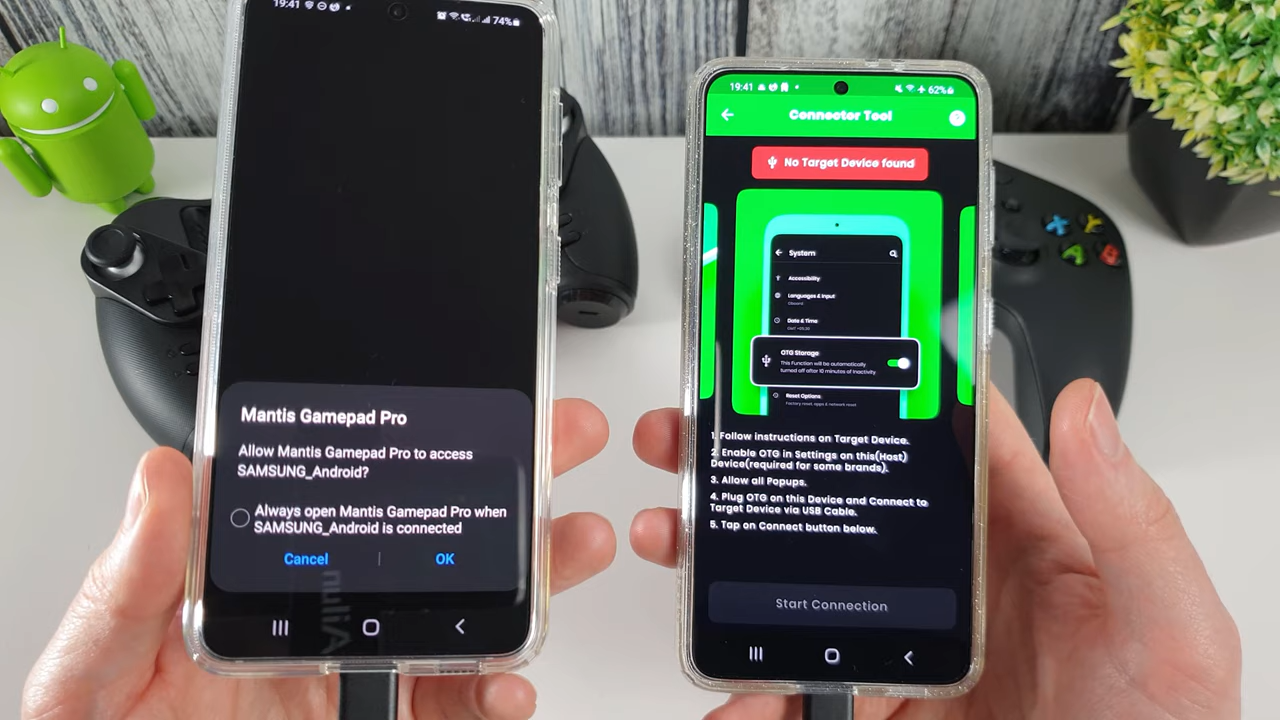 19:41
74%
Mantis Gamepad Pro
Allow Mantis Gamepad Pro to access
SAMSUNG_Android?
Always open Mantis Gamepad Pro when
SAMSUNG_Android is connected
Cancel
OK
19:41
62%
Connector Tool
No Target Device found
System
Accessibility
Languages & Input
Date & Time
OTG Storage
This Function will be automatically
turned off after 10 minutes of inactivity.
Reset Options
Factory reset, apps & network reset
1. Follow instructions on Target Device.
2. Enable OTG in Settings on this(Host)
Device(required for some brands).
3. Allow all Popups.
4. Plug OTG on this Device and Connect to
Target Device via USB Cable.
5. Tap on Connect button below.
Start Connection
X
Y
A
B